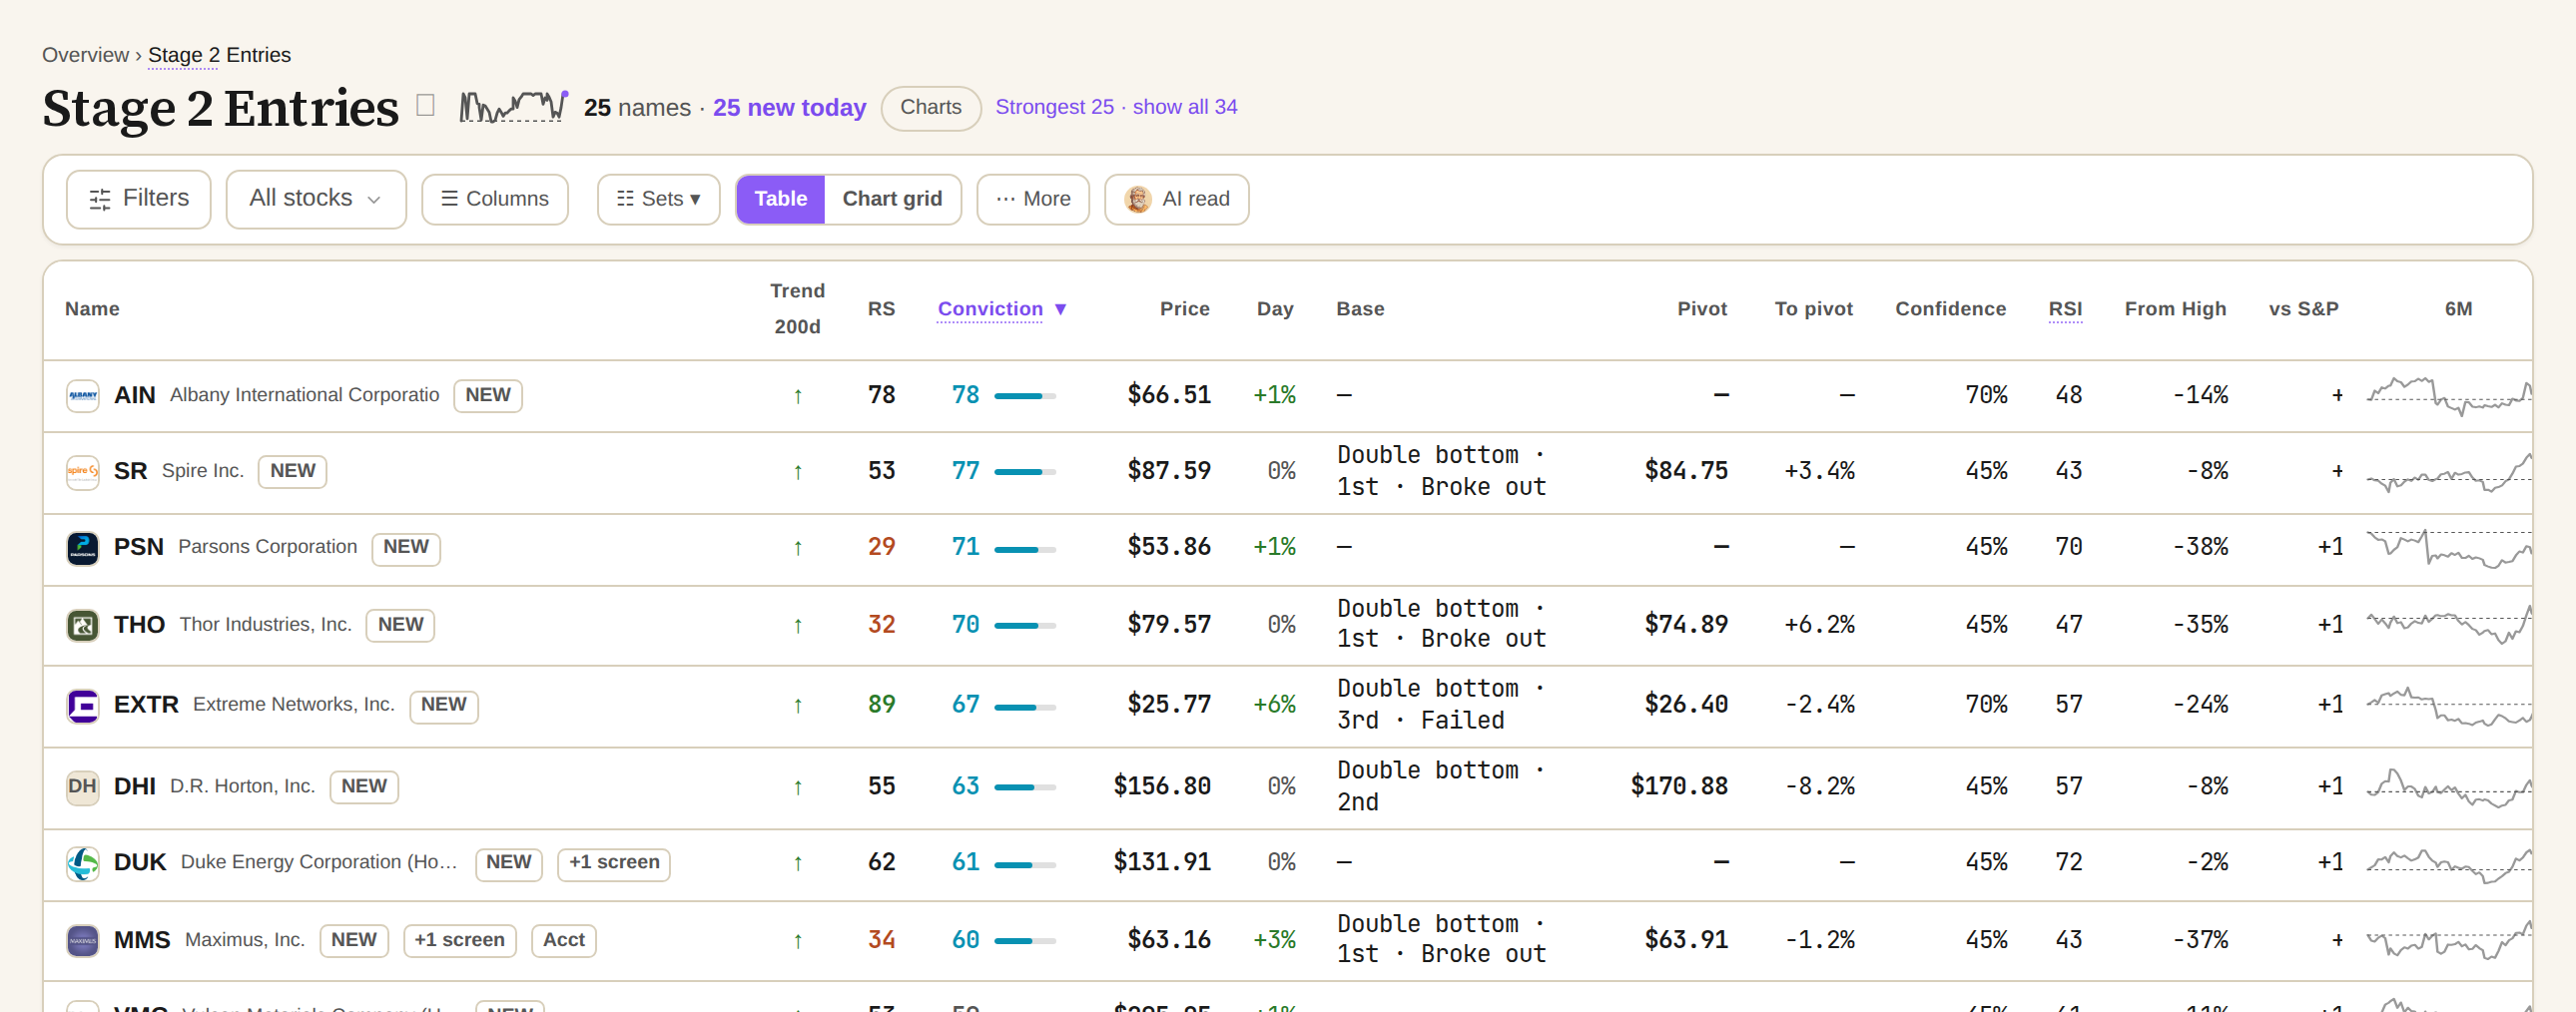 Overview › Stage 2 Entries
Stage 2 Entries 25 names · 25 new today Charts Strongest 25 · show all 34
Filters All stocks Columns Sets ▾ Table Chart grid ··· More AI read
Name Trend 200d RS Conviction ▼ Price Day Base Pivot To pivot Confidence RSI From High vs S&P 6M
ALBANY AIN Albany International Corporatio NEW ↑ 78 78 $66.51 +1% — — — 70% 48 -14% +
spire SR Spire Inc. NEW ↑ 53 77 $87.59 0% Double bottom · 1st · Broke out $84.75 +3.4% 45% 43 -8% +
PARSONS PSN Parsons Corporation NEW ↑ 29 71 $53.86 +1% — — — 45% 70 -38% +1
THO Thor Industries, Inc. NEW ↑ 32 70 $79.57 0% Double bottom · 1st · Broke out $74.89 +6.2% 45% 47 -35% +1
EXTR Extreme Networks, Inc. NEW ↑ 89 67 $25.77 +6% Double bottom · 3rd · Failed $26.40 -2.4% 70% 57 -24% +1
DH DHI D.R. Horton, Inc. NEW ↑ 55 63 $156.80 0% Double bottom · 2nd $170.88 -8.2% 45% 57 -8% +1
DUK Duke Energy Corporation (Ho… NEW +1 screen ↑ 62 61 $131.91 0% — — — 45% 72 -2% +1
MAXIMUS MMS Maximus, Inc. NEW +1 screen Acct ↑ 34 60 $63.16 +3% Double bottom · 1st · Broke out $63.91 -1.2% 45% 43 -37% +